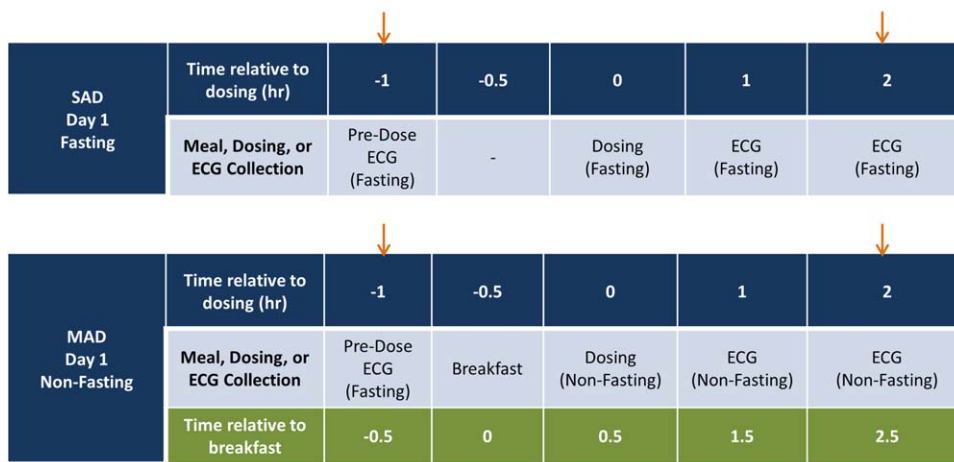 SAD
Day 1
Fasting
Time relative to
dosing (hr)
-1
-0.5
0
1
2
Meal, Dosing, or
ECG Collection
Pre-Dose
ECG
(Fasting)
-
Dosing
(Fasting)
ECG
(Fasting)
ECG
(Fasting)
MAD
Day 1
Non-Fasting
Time relative to
dosing (hr)
-1
-0.5
0
1
2
Meal, Dosing, or
ECG Collection
Pre-Dose
ECG
(Fasting)
Breakfast
Dosing
(Non-Fasting)
ECG
(Non-Fasting)
ECG
(Non-Fasting)
Time relative to
breakfast
-0.5
0
0.5
1.5
2.5